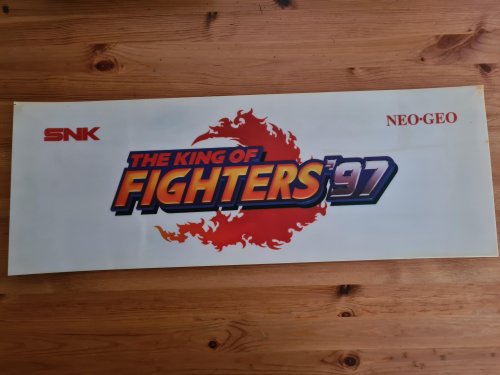 SNK
NEO•GEO
THE KING OF
FIGHTERS'97